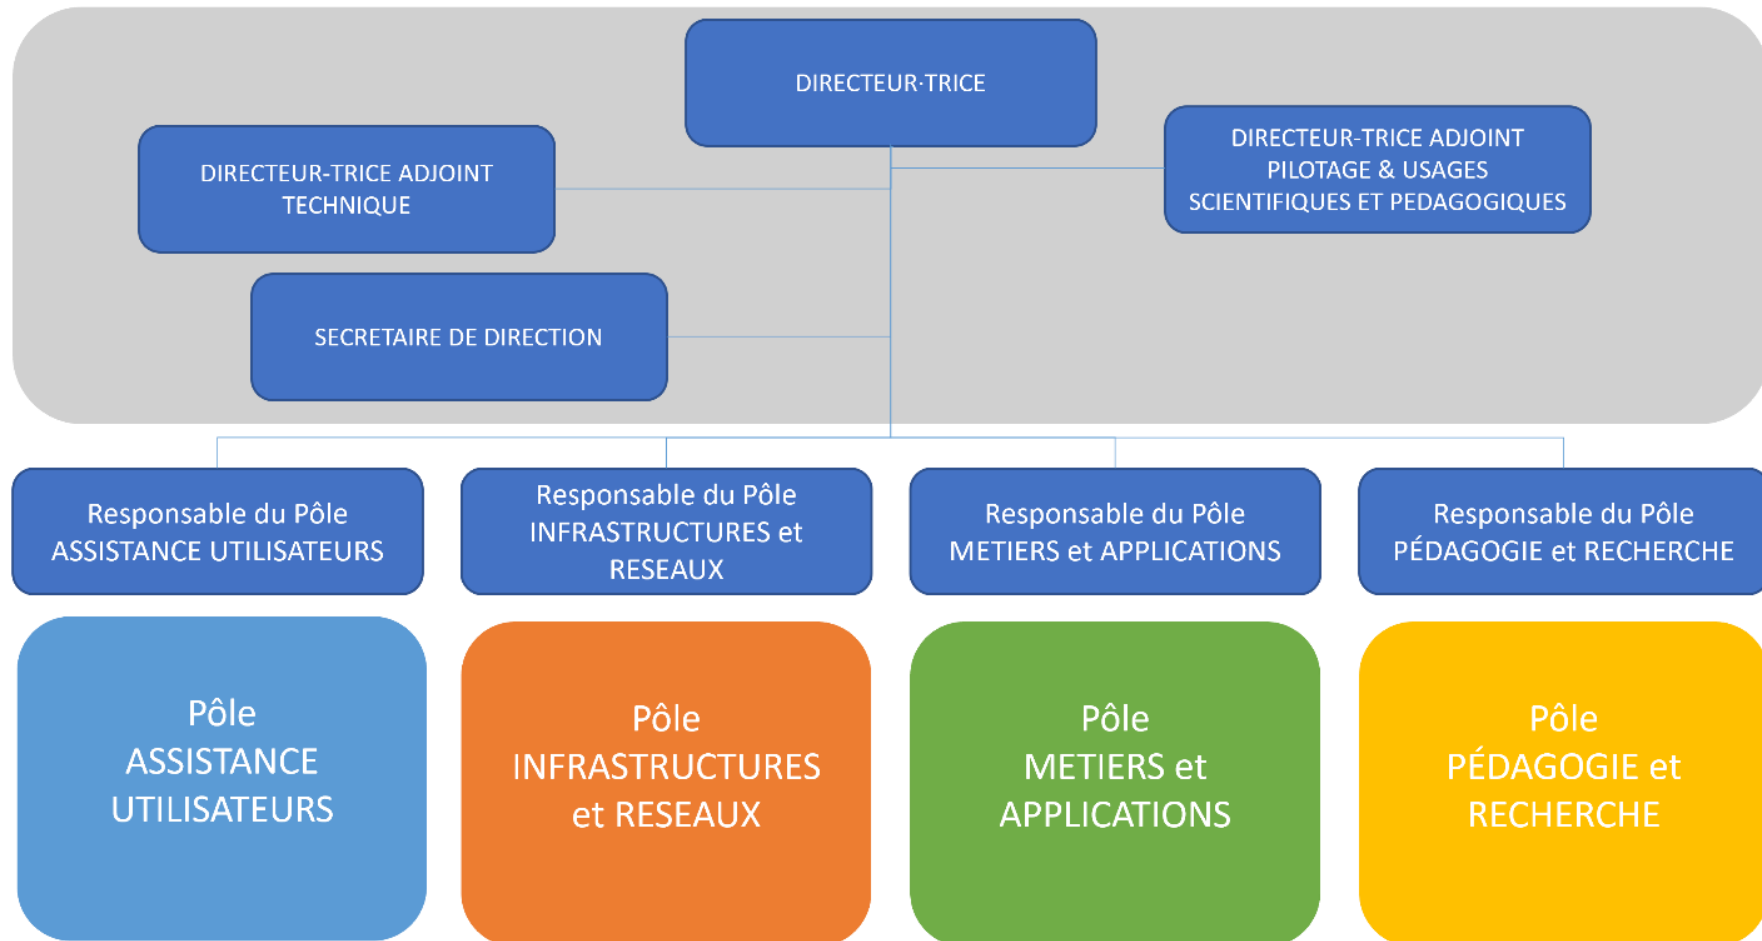 DIRECTEUR·TRICE
DIRECTEUR-TRICE ADJOINT
TECHNIQUE
DIRECTEUR-TRICE ADJOINT
PILOTAGE & USAGES
SCIENTIFIQUES ET PEDAGOGIQUES
SECRETAIRE DE DIRECTION
Responsable du Pôle
ASSISTANCE UTILISATEURS
Responsable du Pôle
INFRASTRUCTURES et
RESEAUX
Responsable du Pôle
METIERS et APPLICATIONS
Responsable du Pôle
PÉDAGOGIE et RECHERCHE
Pôle
ASSISTANCE
UTILISATEURS
Pôle
INFRASTRUCTURES
et RESEAUX
Pôle
METIERS et
APPLICATIONS
Pôle
PÉDAGOGIE et
RECHERCHE